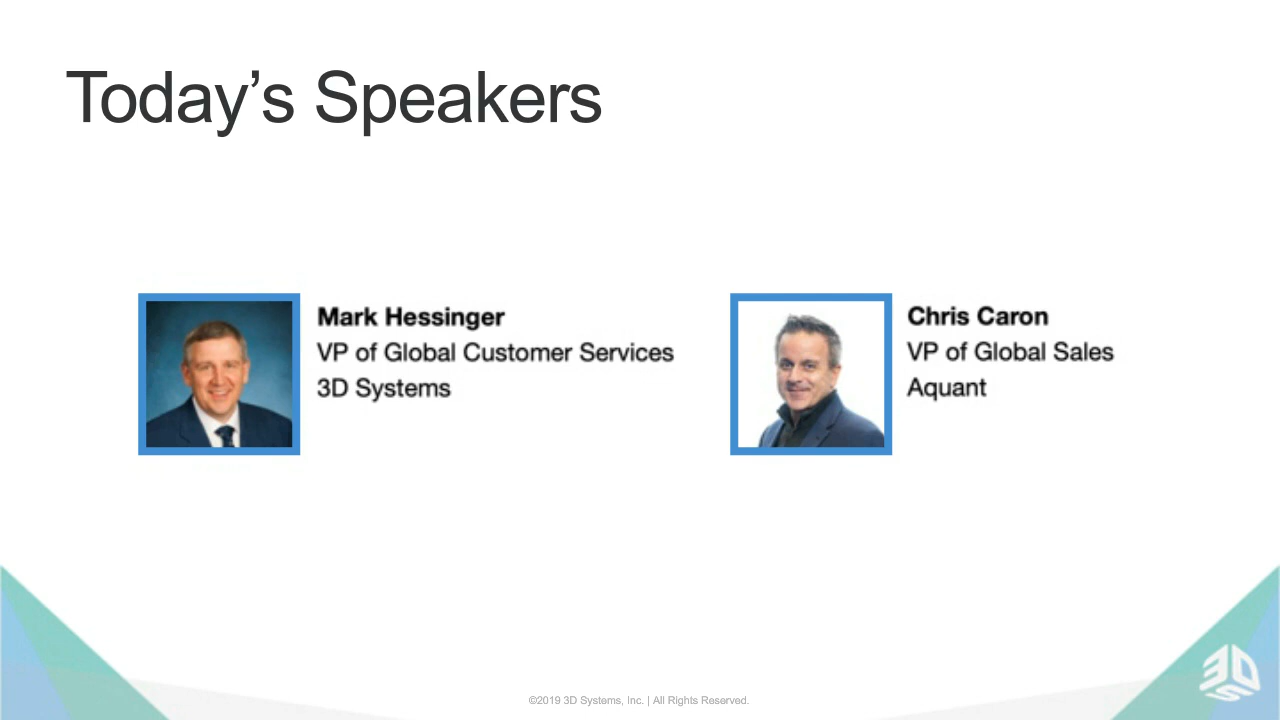 Today’s Speakers
Mark Hessinger
VP of Global Customer Services
3D Systems
Chris Caron
VP of Global Sales
Aquant
©2019 3D Systems, Inc. | All Rights Reserved.
3DS